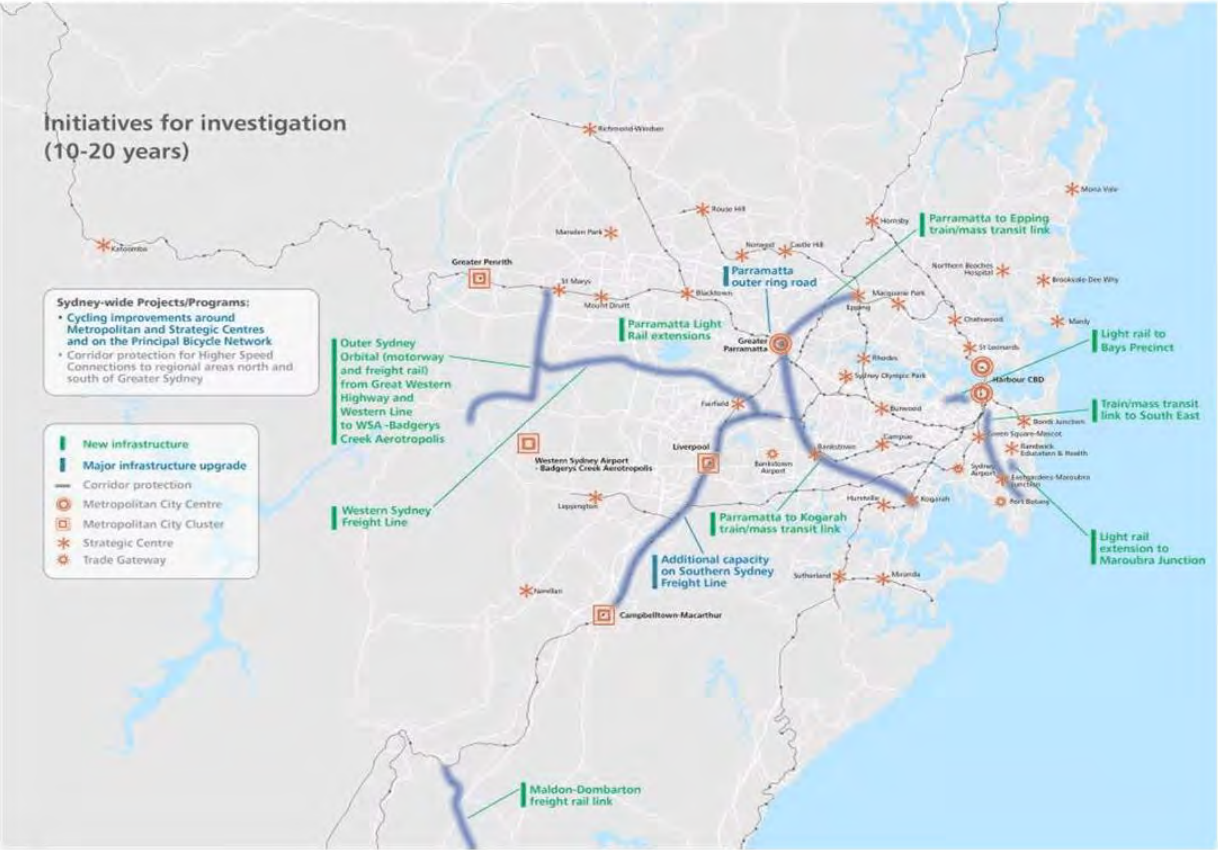 Initiatives for investigation
(10-20 years)
Sydney-wide Projects/Programs:
• Cycling improvements around
Metropolitan and Strategic Centres
and on the Principal Bicycle Network
• Corridor protection for Higher Speed
Connections to regional areas north and
south of Greater Sydney
New infrastructure
Major infrastructure upgrade
Corridor protection
Metropolitan City Centre
Metropolitan City Cluster
Strategic Centre
Trade Gateway
Katoomba
Richmond-Windsor
Rouse Hill
Marsden Park
Greater Penrith
St Marys
Mount Druitt
Blacktown
Norwest
Castle Hill
Hornsby
Mona Vale
Parramatta to Epping
train/mass transit link
Northern Beaches
Hospital
Brookvale-Dee Why
Parramatta
outer ring road
Macquarie Park
Epping
Chatswood
Manly
Parramatta Light
Rail extensions
Greater
Parramatta
St Leonards
Light rail to
Bays Precinct
Rhodes
Sydney Olympic Park
Harbour CBD
Outer Sydney
Orbital (motorway
and freight rail)
from Great Western
Highway and
Western Line
to WSA -Badgerys
Creek Aerotropolis
Fairfield
Burwood
Train/mass transit
link to South East
Bondi Junction
Green Square-Mascot
Campsie
Randwick
Education & Health
Liverpool
Western Sydney Airport
- Badgerys Creek Aerotropolis
Bankstown
Bankstown
Airport
Sydney
Airport
Eastgardens-Maroubra
Junction
Port Botany
Leppington
Hurstville
Kogarah
Western Sydney
Freight Line
Parramatta to Kogarah
train/mass transit link
Light rail
extension to
Maroubra Junction
Additional capacity
on Southern Sydney
Freight Line
Sutherland
Miranda
Narellan
Campbelltown-Macarthur
Maldon-Dombarton
freight rail link